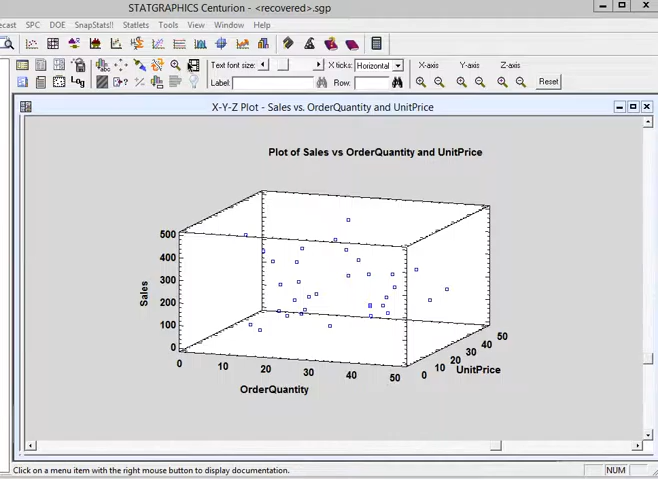 STATGRAPHICS Centurion - <recovered>.sgp
ecast SPC DOE SnapStats!! Statlets Tools View Window Help
Text font size: X ticks: Horizontal X-axis Y-axis Z-axis
Log Label: Row: Reset
X-Y-Z Plot - Sales vs. OrderQuantity and UnitPrice
Plot of Sales vs OrderQuantity and UnitPrice
500
400
300
200
100
0
Sales
0 10 20 30 40 50
OrderQuantity
0 10 20 30 40 50
UnitPrice
Click on a menu item with the right mouse button to display documentation. NUM